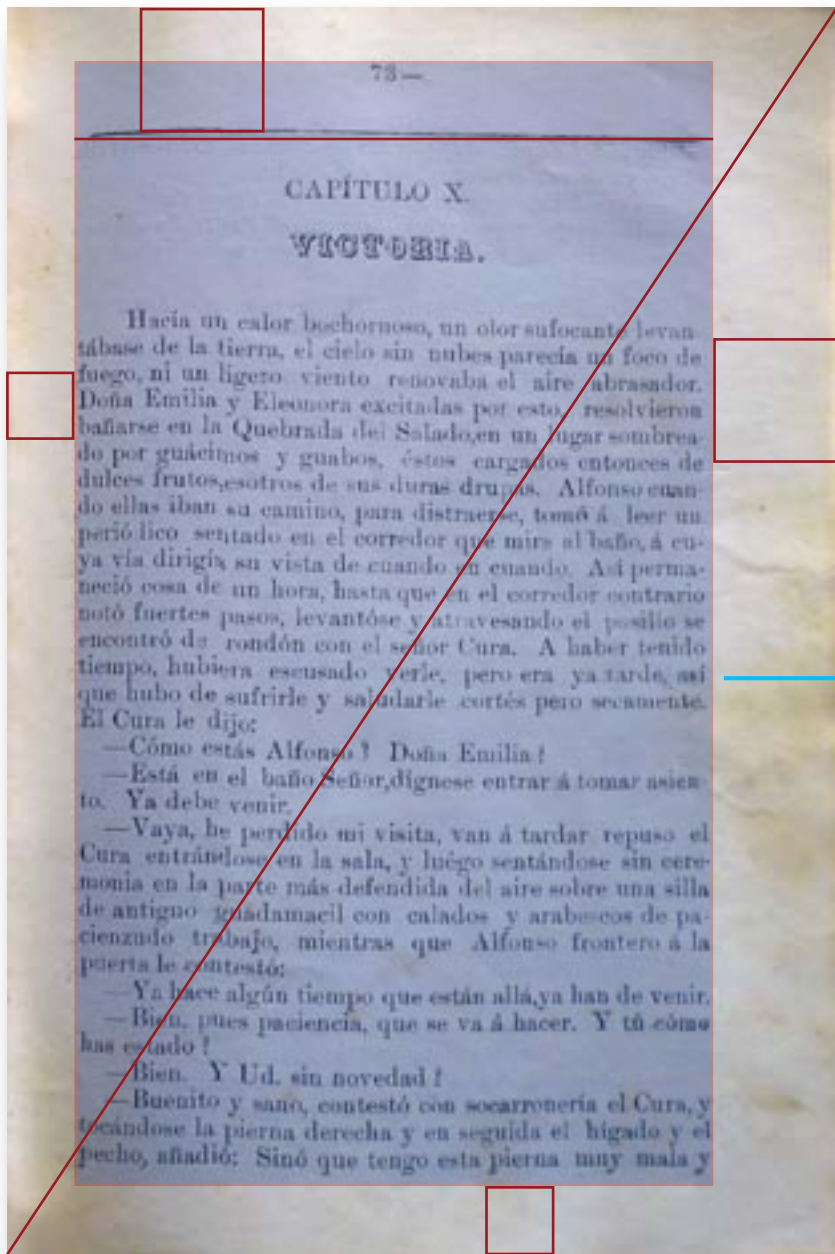 73—
CAPÍTULO X.
VICTORIA.
Hacía un calor bochornoso, un olor sufocante levan-
tábase de la tierra, el cielo sin nubes parecía un foco de
fuego, ni un ligero viento renovaba el aire abrasador.
Doña Emilia y Eleonora excitadas por esto, resolvieron
bañarse en la Quebrada del Salado,en un lugar sombrea-
do por guácimos y guabos, éstos cargados entonces de
dulces frutos,esotros de sus duras drupas. Alfonso cuan-
do ellas iban su camino, para distraerse, tomó á leer un
perió lico sentado en el corredor que mira al baño,á cu-
ya vía dirigía su vista de cuando en cuando. Así perma-
neció cosa de un hora, hasta que en el corredor contrario
notó fuertes pasos, levantóse y atravesando el pasilio se
encontró de rondón con el señor Cura. A haber tenido
tiempo, hubiera escusado verle, pero era ya tarde, así
que hubo de sufrirle y saludarle cortés pero secamente.
El Cura le dijo:
—Cómo estás Alfonso? Doña Emilia?
—Está en el baño Señor,dígnese entrar á tomar asien-
to. Ya debe venir.
—Vaya, he perdido mi visita, van á tardar repuso el
Cura entrándose en la sala, y luégo sentándose sin cere-
monia en la parte más defendida del aire sobre una silla
de antiguo guadamacil con calados y arabescos de pa-
cienzudo trabajo, mientras que Alfonso frontero á la
puerta le contestó:
—Ya hace algún tiempo que están allá,ya han de venir.
—Bien, pues paciencia, que se va á hacer. Y tú cómo
has estado?
—Bien. Y Ud. sin novedad?
—Buenito y sano, contestó con socarronería el Cura, y
tocándose la pierna derecha y en seguida el hígado y el
pecho, añadió: Sinó que tengo esta pierna muy mala y